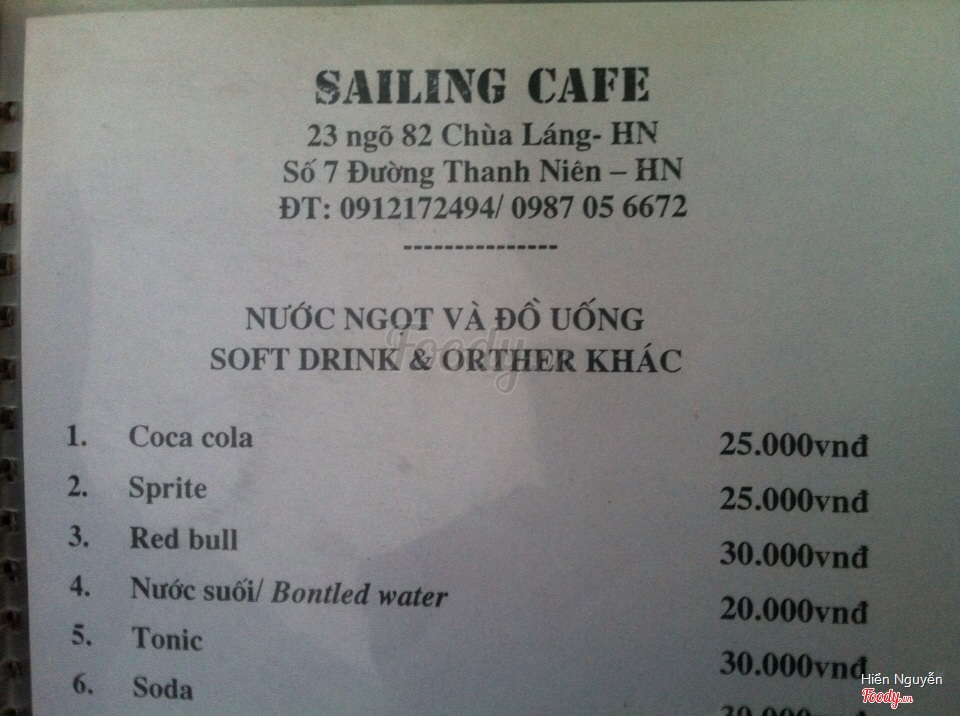 SAILING CAFE
23 ngõ 82 Chùa Láng- HN
Số 7 Đường Thanh Niên – HN
ĐT: 0912172494/ 0987 05 6672
---------------
NƯỚC NGỌT VÀ ĐỒ UỐNG
SOFT DRINK & ORTHER KHÁC
Foody
1. Coca cola 25.000vnđ
2. Sprite 25.000vnđ
3. Red bull 30.000vnđ
4. Nước suối/ Bontled water 20.000vnđ
5. Tonic 30.000vnđ
6. Soda 30.000vnđ
Hiền Nguyễn
Foody.vn